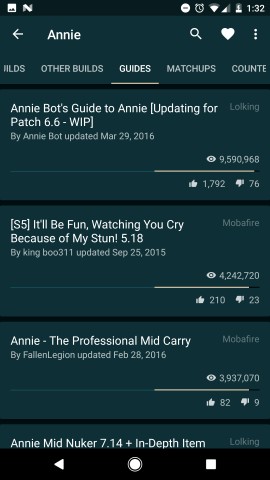 1:32
Annie
ILDS OTHER BUILDS GUIDES MATCHUPS COUNTE
Annie Bot's Guide to Annie [Updating for Lolking
Patch 6.6 - WIP]
By Annie Bot updated Mar 29, 2016
9,590,968
1,792 76
[S5] It'll Be Fun, Watching You Cry Mobafire
Because of My Stun! 5.18
By king boo311 updated Sep 25, 2015
4,242,720
210 23
Annie - The Professional Mid Carry Mobafire
By FallenLegion updated Feb 28, 2016
3,937,070
82 9
Annie Mid Nuker 7.14 + In-Depth Item Lolking